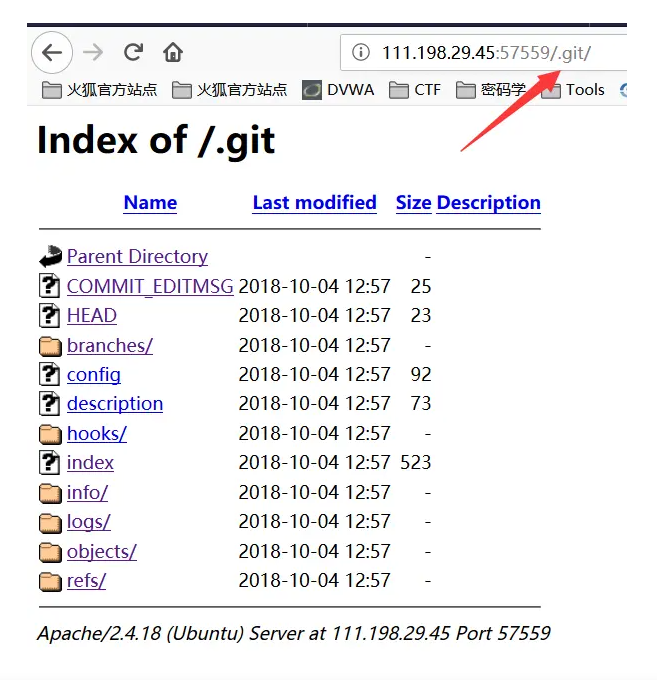 111.198.29.45:57559/.git/
火狐官方站点 火狐官方站点 DVWA CTF 密码学 Tools
Index of /.git
Name Last modified Size Description
Parent Directory -
COMMIT_EDITMSG 2018-10-04 12:57 25
HEAD 2018-10-04 12:57 23
branches/ 2018-10-04 12:57 -
config 2018-10-04 12:57 92
description 2018-10-04 12:57 73
hooks/ 2018-10-04 12:57 -
index 2018-10-04 12:57 523
info/ 2018-10-04 12:57 -
logs/ 2018-10-04 12:57 -
objects/ 2018-10-04 12:57 -
refs/ 2018-10-04 12:57 -
Apache/2.4.18 (Ubuntu) Server at 111.198.29.45 Port 57559